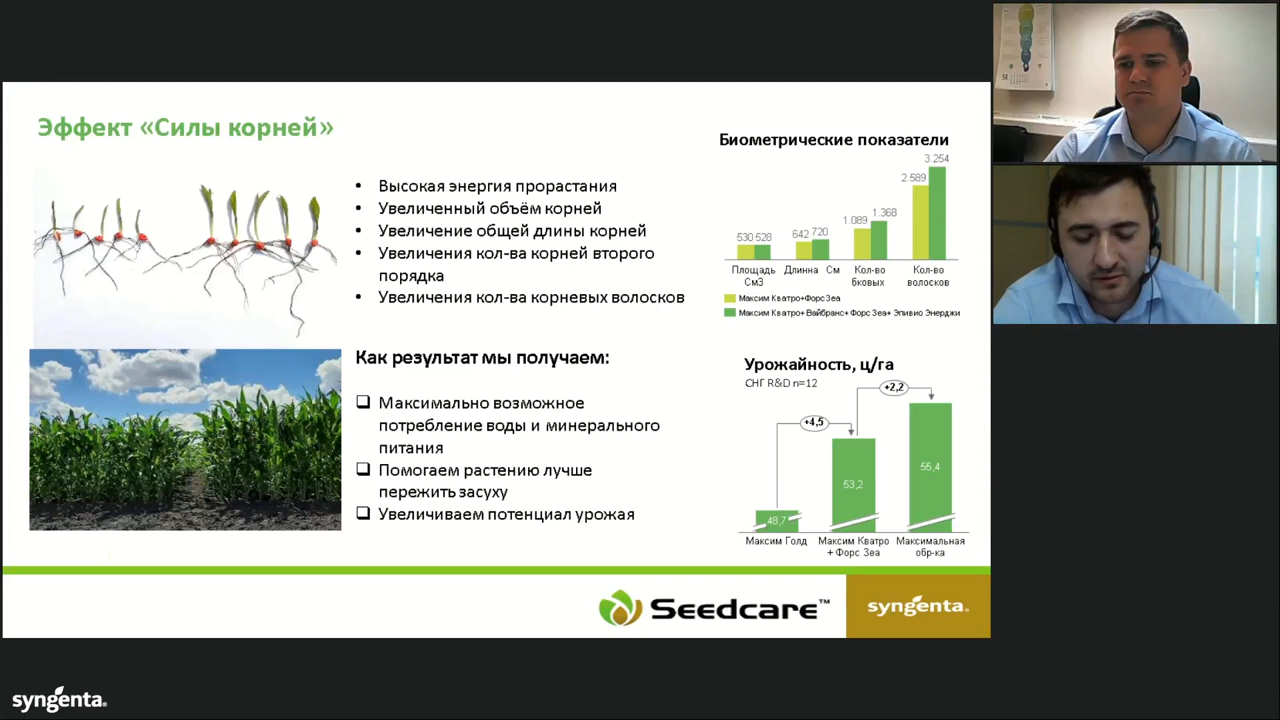 Эффект «Силы корней»
• Высокая энергия прорастания
• Увеличенный объём корней
• Увеличение общей длины корней
• Увеличения кол-ва корней второго
порядка
• Увеличения кол-ва корневых волосков
Как результат мы получаем:
❑ Максимально возможное
потребление воды и минерального
питания
❑ Помогаем растению лучше
пережить засуху
❑ Увеличиваем потенциал урожая
Биометрические показатели
530 528
642 720
1.089 1.368
2.589 3.254
Площадь Длинна См Кол-во Кол-во
См3 бковых волосков
Максим Кватро+Форс Зеа
Максим Кватро+ Вайбранс+ Форс Зеа+ Эпивио Энерджи
Урожайность, ц/га
СНГ R&D n=12
+4,5
+2,2
48,7
53,2
55,4
Максим Голд Максим Кватро Максимальная
+ Форс Зеа обр-ка
Seedcare™
syngenta®
syngenta®